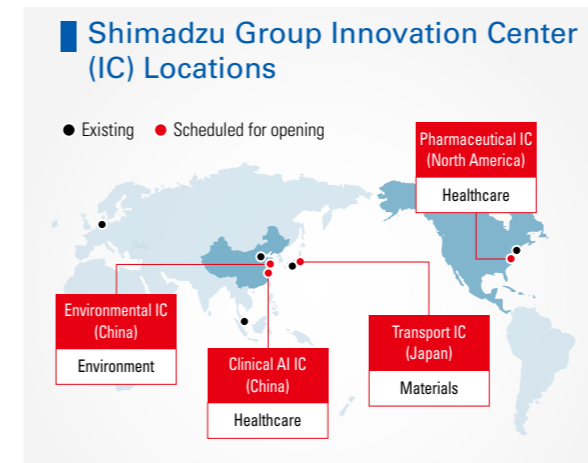 Shimadzu Group Innovation Center
(IC) Locations
Existing
Scheduled for opening
Pharmaceutical IC
(North America)
Healthcare
Environmental IC
(China)
Environment
Clinical AI IC
(China)
Healthcare
Transport IC
(Japan)
Materials